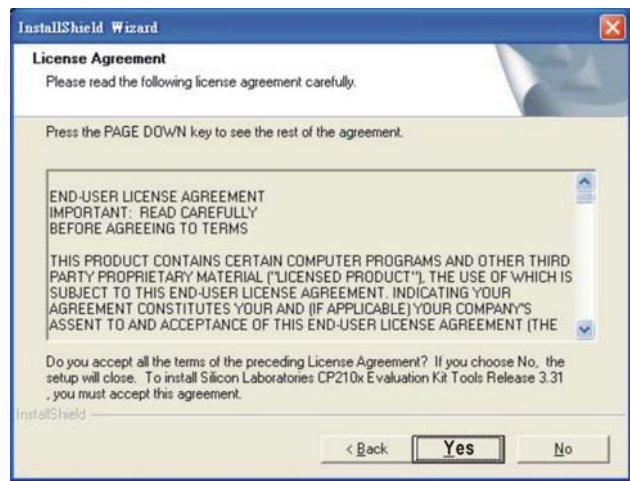 InstallShield Wizard
License Agreement
Please read the following license agreement carefully.
Press the PAGE DOWN key to see the rest of the agreement.
END-USER LICENSE AGREEMENT
IMPORTANT: READ CAREFULLY
BEFORE AGREEING TO TERMS
THIS PRODUCT CONTAINS CERTAIN COMPUTER PROGRAMS AND OTHER THIRD
PARTY PROPRIETARY MATERIAL ("LICENSED PRODUCT"), THE USE OF WHICH IS
SUBJECT TO THIS END-USER LICENSE AGREEMENT. INDICATING YOUR
AGREEMENT CONSTITUTES YOUR AND (IF APPLICABLE) YOUR COMPANY'S
ASSENT TO AND ACCEPTANCE OF THIS END-USER LICENSE AGREEMENT (THE
Do you accept all the terms of the preceding License Agreement? If you choose No, the
setup will close. To install Silicon Laboratories CP210x Evaluation Kit Tools Release 3.31
, you must accept this agreement.
InstallShield
< Back Yes No